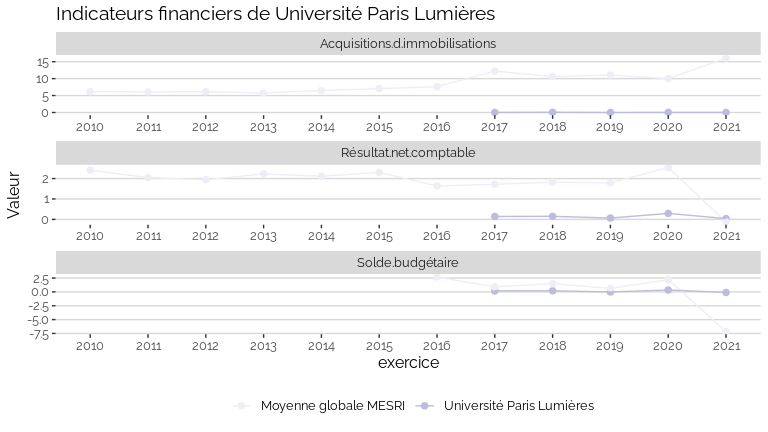 Indicateurs financiers de Université Paris Lumières
Acquisitions.d.immobilisations
15
10
5
0
2010 2011 2012 2013 2014 2015 2016 2017 2018 2019 2020 2021
Résultat.net.comptable
2
1
0
2010 2011 2012 2013 2014 2015 2016 2017 2018 2019 2020 2021
Solde.budgétaire
2.5
0.0
-2.5
-5.0
-7.5
2010 2011 2012 2013 2014 2015 2016 2017 2018 2019 2020 2021
Valeur
exercice
Moyenne globale MESRI Université Paris Lumières